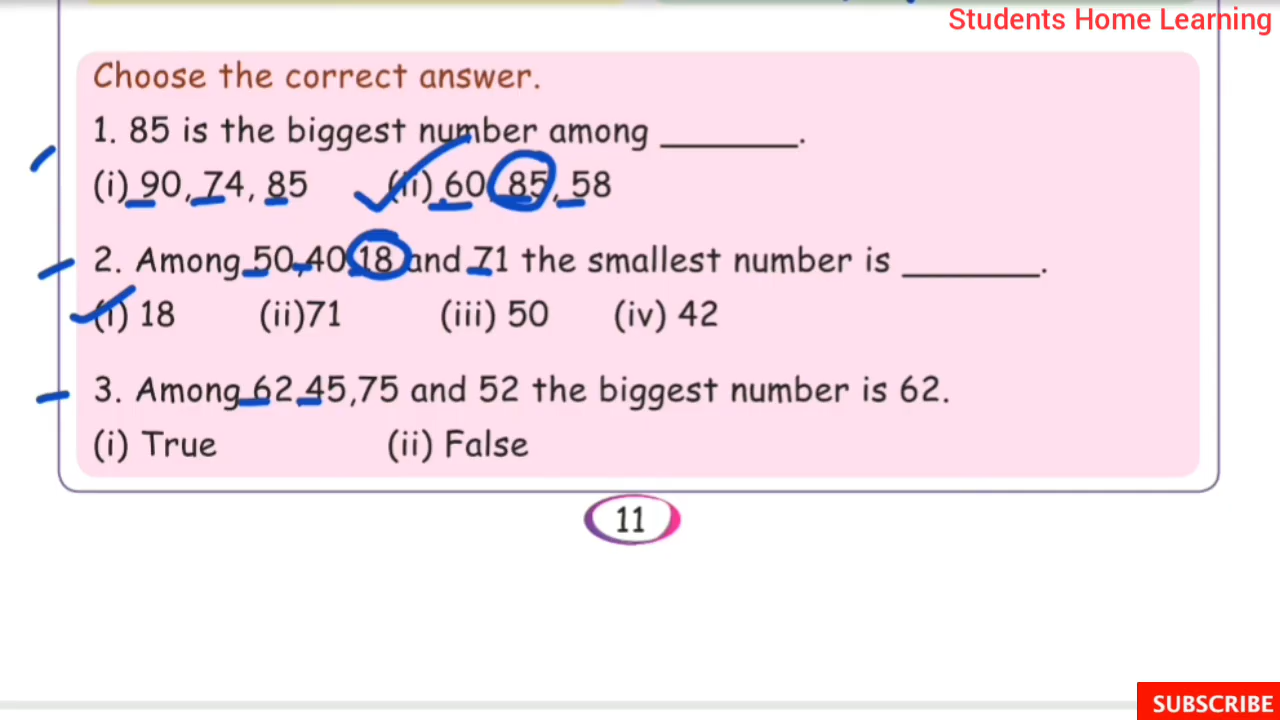 Students Home Learning
Choose the correct answer.
1. 85 is the biggest number among ________.
(i) 90, 74, 85 (ii) 60, 85, 58
2. Among 50,40,18 and 71 the smallest number is ________.
(i) 18 (ii)71 (iii) 50 (iv) 42
3. Among 62,45,75 and 52 the biggest number is 62.
(i) True (ii) False
11
SUBSCRIBE